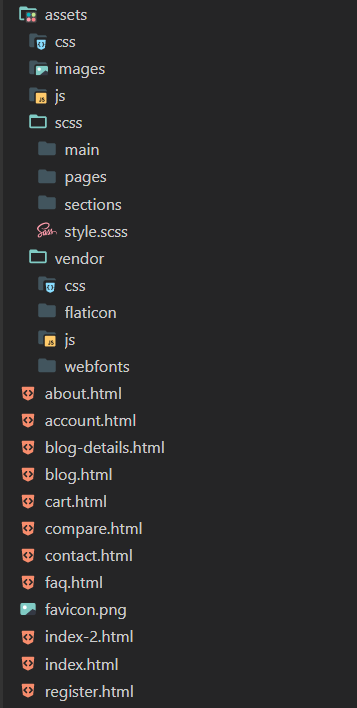 assets
css
images
js
scss
main
pages
sections
style.scss
vendor
css
flaticon
js
webfonts
about.html
account.html
blog-details.html
blog.html
cart.html
compare.html
contact.html
faq.html
favicon.png
index-2.html
index.html
register.html